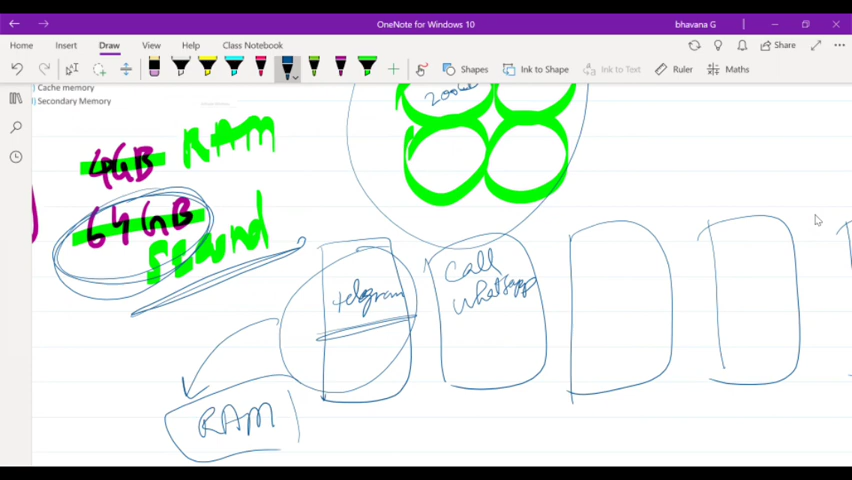 OneNote for Windows 10
bhavana G
Home Insert Draw View Help Class Notebook
Share
Shapes Ink to Shape Ink to Text Ruler Maths
) Cache memory
) Secondary Memory
200
4GB RAM
64GB
telegram
call
whatsapp
RAM